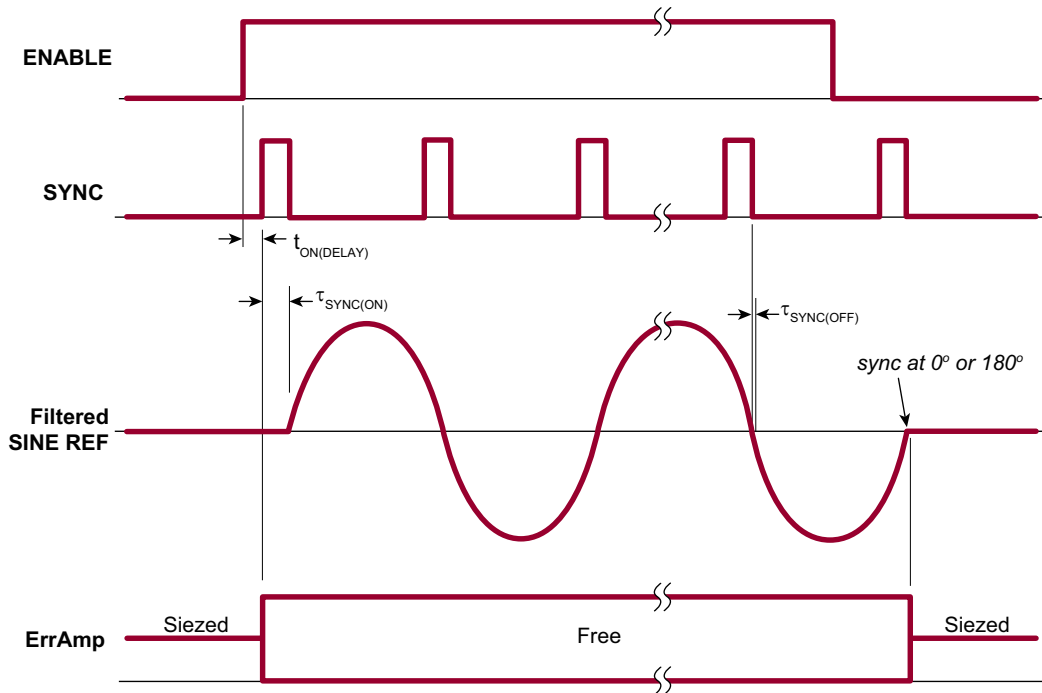 ENABLE
SYNC
tON(DELAY)
τSYNC(ON)
τSYNC(OFF)
sync at 0º or 180º
Filtered
SINE REF
Siezed
Free
Siezed
ErrAmp